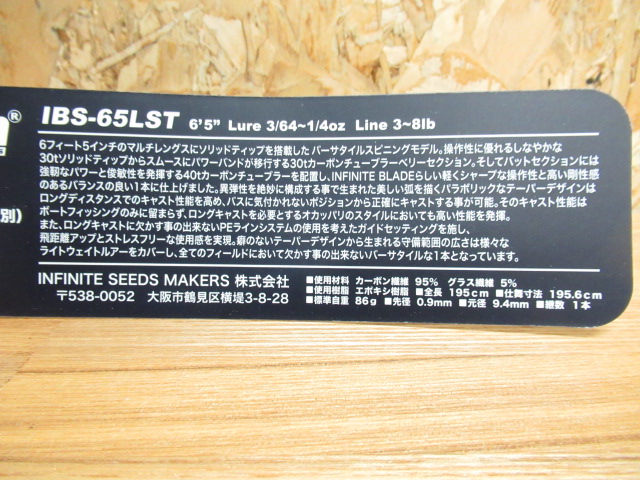 IBS-65LST 6'5" Lure 3/64~1/4oz Line 3~8lb
6フィート5インチのマルチレングスにソリッドティップを搭載したバーサタイルスピニングモデル。操作性に優れるしなやかな
30tソリッドティップからスムースにパワーバンドが移行する30tカーボンチューブラーベリーセクション。そしてバットセクションには
強靭なパワーと俊敏性を発揮する40tカーボンチューブラーを配置し、INFINITE BLADEらしい軽くシャープな操作性と高い剛性感
のあるバランスの良い1本に仕上げました。異弾性を絶妙に構成する事で生まれた美しい弧を描くパラボリックなテーパーデザインは
ロングディスタンスでのキャスト性能を高め、バスに気付かれないポジションから正確にキャストする事が可能。そのキャスト性能は
ボートフィッシングのみに留まらず、ロングキャストを必要とするオカッパリのスタイルにおいても高い性能を発揮。
また、ロングキャストに欠かす事の出来ないPEラインシステムの使用を考えたガイドセッティングを施し、
飛距離アップとストレスフリーな使用感を実現。癖のないテーパーデザインから生まれる守備範囲の広さは様々な
ライトウェイトルアーをカバーし、全てのフィールドにおいて欠かす事の出来ないバーサタイルな1本となっています。
別)
INFINITE SEEDS MAKERS 株式会社
〒538-0052 大阪市鶴見区横堤3-8-28
■使用材料 カーボン繊維 95% グラス繊維 5%
■使用樹脂 エポキシ樹脂 ■全長 195cm ■仕舞寸法 195.6cm
■標準自重 86g ■先径 0.9mm ■元径 9.4mm ■継数 1本